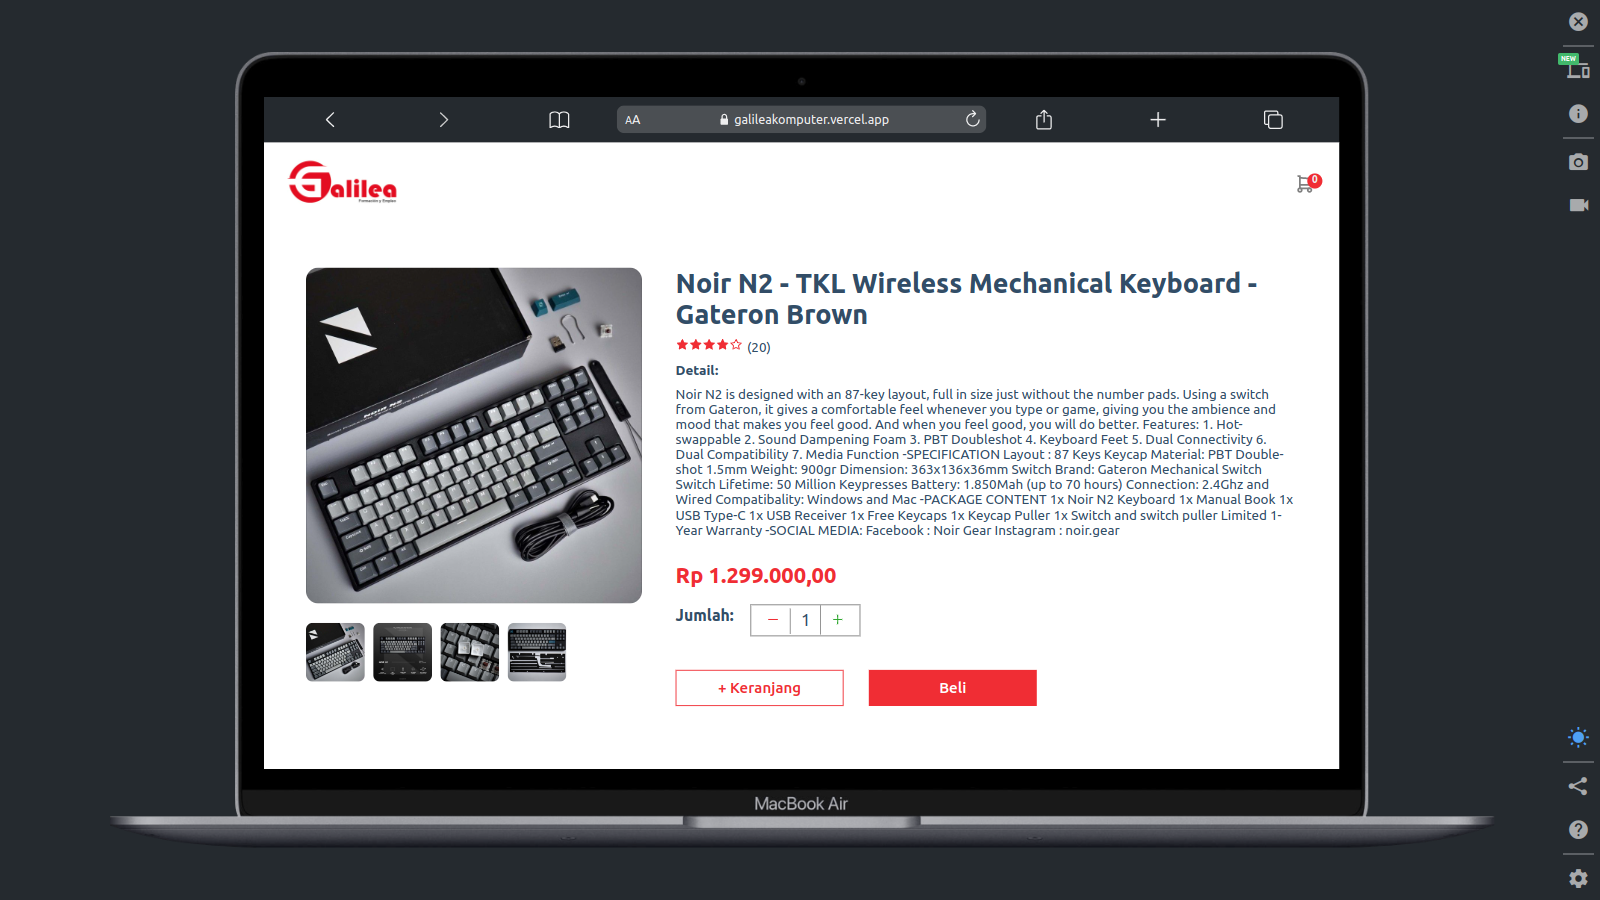 NEW
AA
galileakomputer.vercel.app
Galilea
Formación y Empleo
0
Noir N2 - TKL Wireless Mechanical Keyboard -
Gateron Brown
(20)
Detail:
Noir N2 is designed with an 87-key layout, full in size just without the number pads. Using a switch
from Gateron, it gives a comfortable feel whenever you type or game, giving you the ambience and
mood that makes you feel good. And when you feel good, you will do better. Features: 1. Hot-
swappable 2. Sound Dampening Foam 3. PBT Doubleshot 4. Keyboard Feet 5. Dual Connectivity 6.
Dual Compatibility 7. Media Function -SPECIFICATION Layout : 87 Keys Keycap Material: PBT Double-
shot 1.5mm Weight: 900gr Dimension: 363x136x36mm Switch Brand: Gateron Mechanical Switch
Switch Lifetime: 50 Million Keypresses Battery: 1.850Mah (up to 70 hours) Connection: 2.4Ghz and
Wired Compatibality: Windows and Mac -PACKAGE CONTENT 1x Noir N2 Keyboard 1x Manual Book 1x
USB Type-C 1x USB Receiver 1x Free Keycaps 1x Keycap Puller 1x Switch and switch puller Limited 1-
Year Warranty -SOCIAL MEDIA: Facebook : Noir Gear Instagram : noir.gear
Rp 1.299.000,00
Jumlah:
− 1 +
+ Keranjang
Beli
MacBook Air